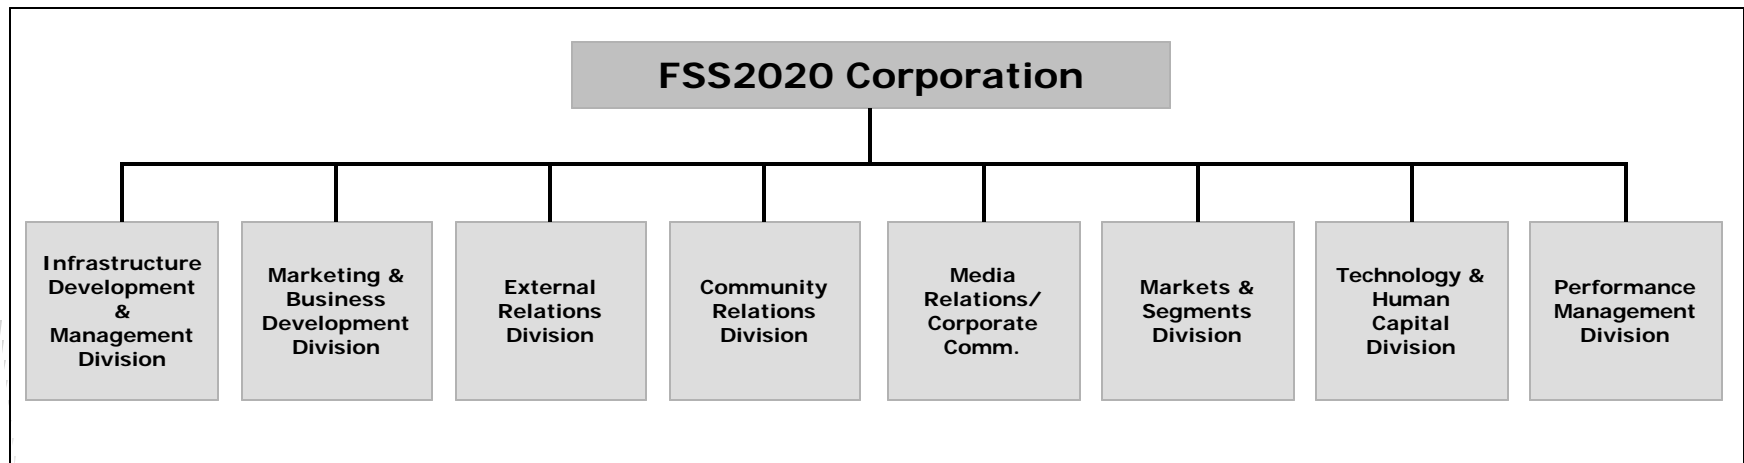 FSS2020 Corporation
Infrastructure
Development
&
Management
Division
Marketing &
Business
Development
Division
External
Relations
Division
Community
Relations
Division
Media
Relations/
Corporate
Comm.
Markets &
Segments
Division
Technology &
Human
Capital
Division
Performance
Management
Division